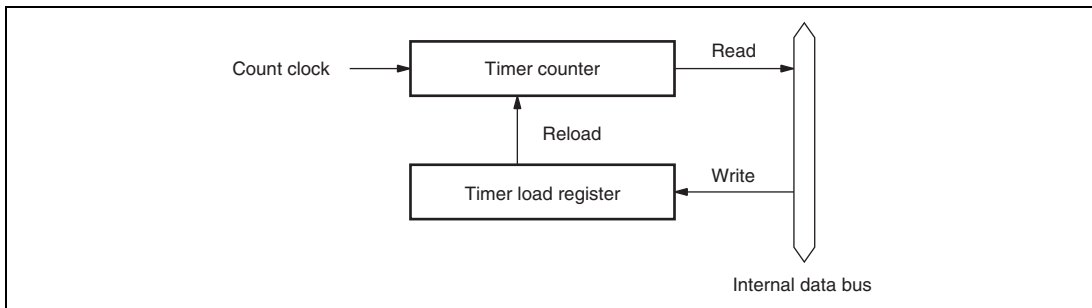 Read
Count clock
Timer counter
Reload
Write
Timer load register
Internal data bus